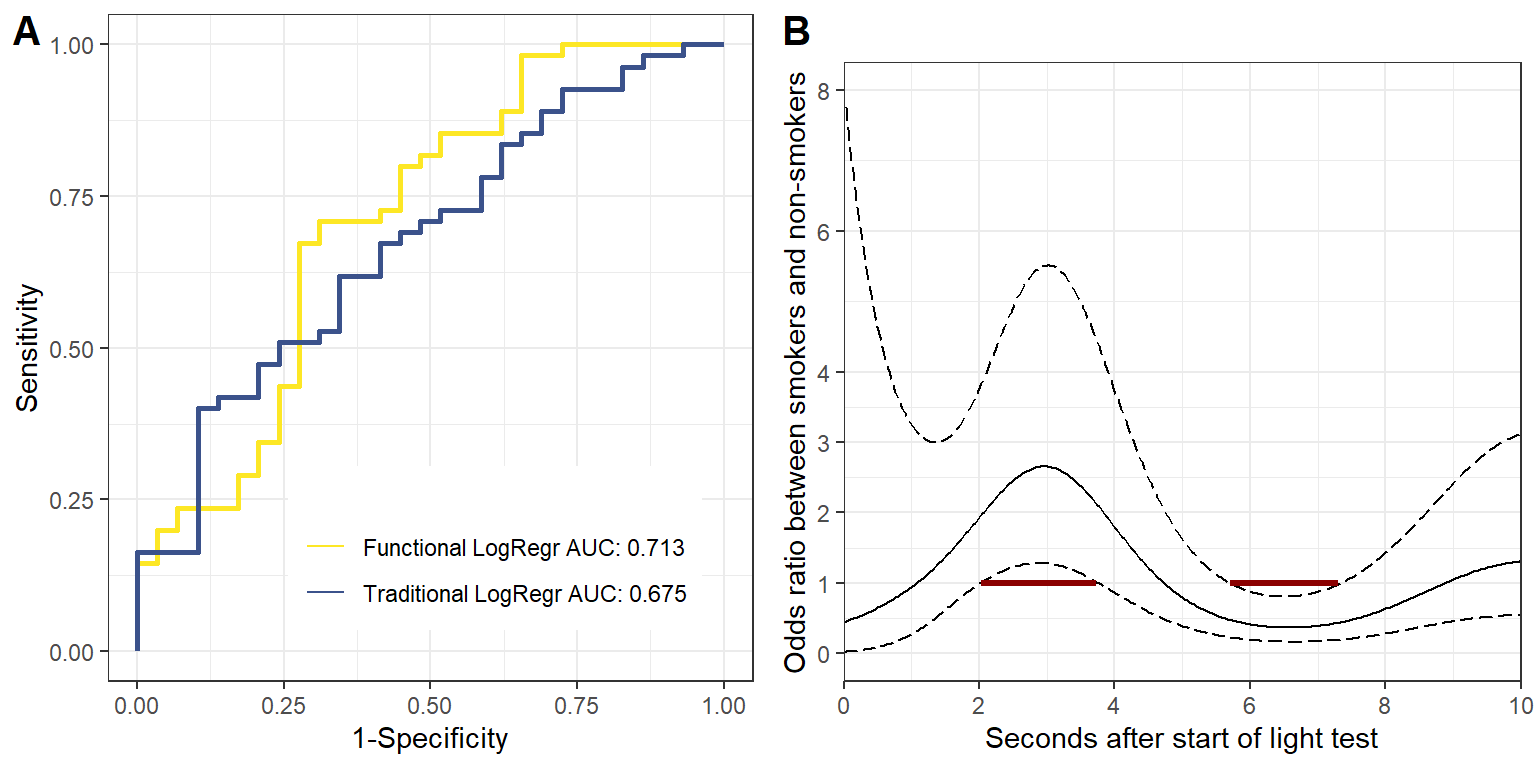 A
1.00
0.75
0.50
0.25
0.00
Sensitivity
Functional LogRegr AUC: 0.713
Traditional LogRegr AUC: 0.675
0.00 0.25 0.50 0.75 1.00
1-Specificity
B
Odds ratio between smokers and non-smokers
8
6
4
3
2
1
0
0 2 4 6 8 10
Seconds after start of light test